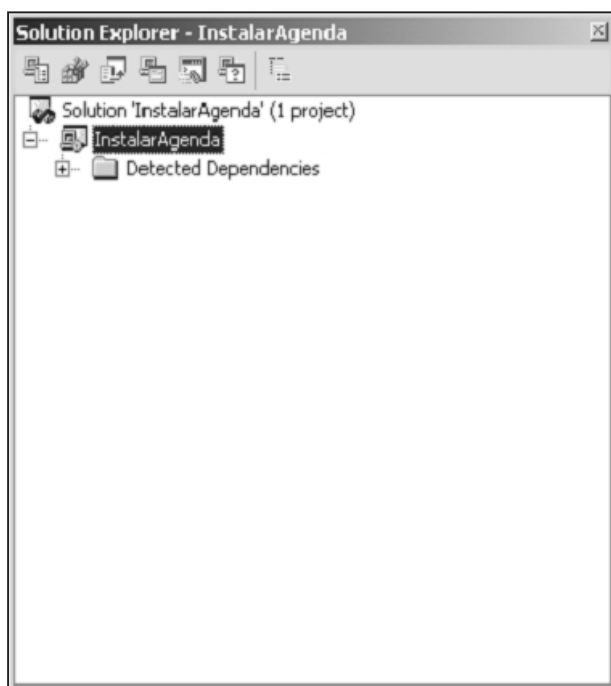 Solution Explorer - InstalarAgenda
Solution 'InstalarAgenda' (1 project)
InstalarAgenda
Detected Dependencies